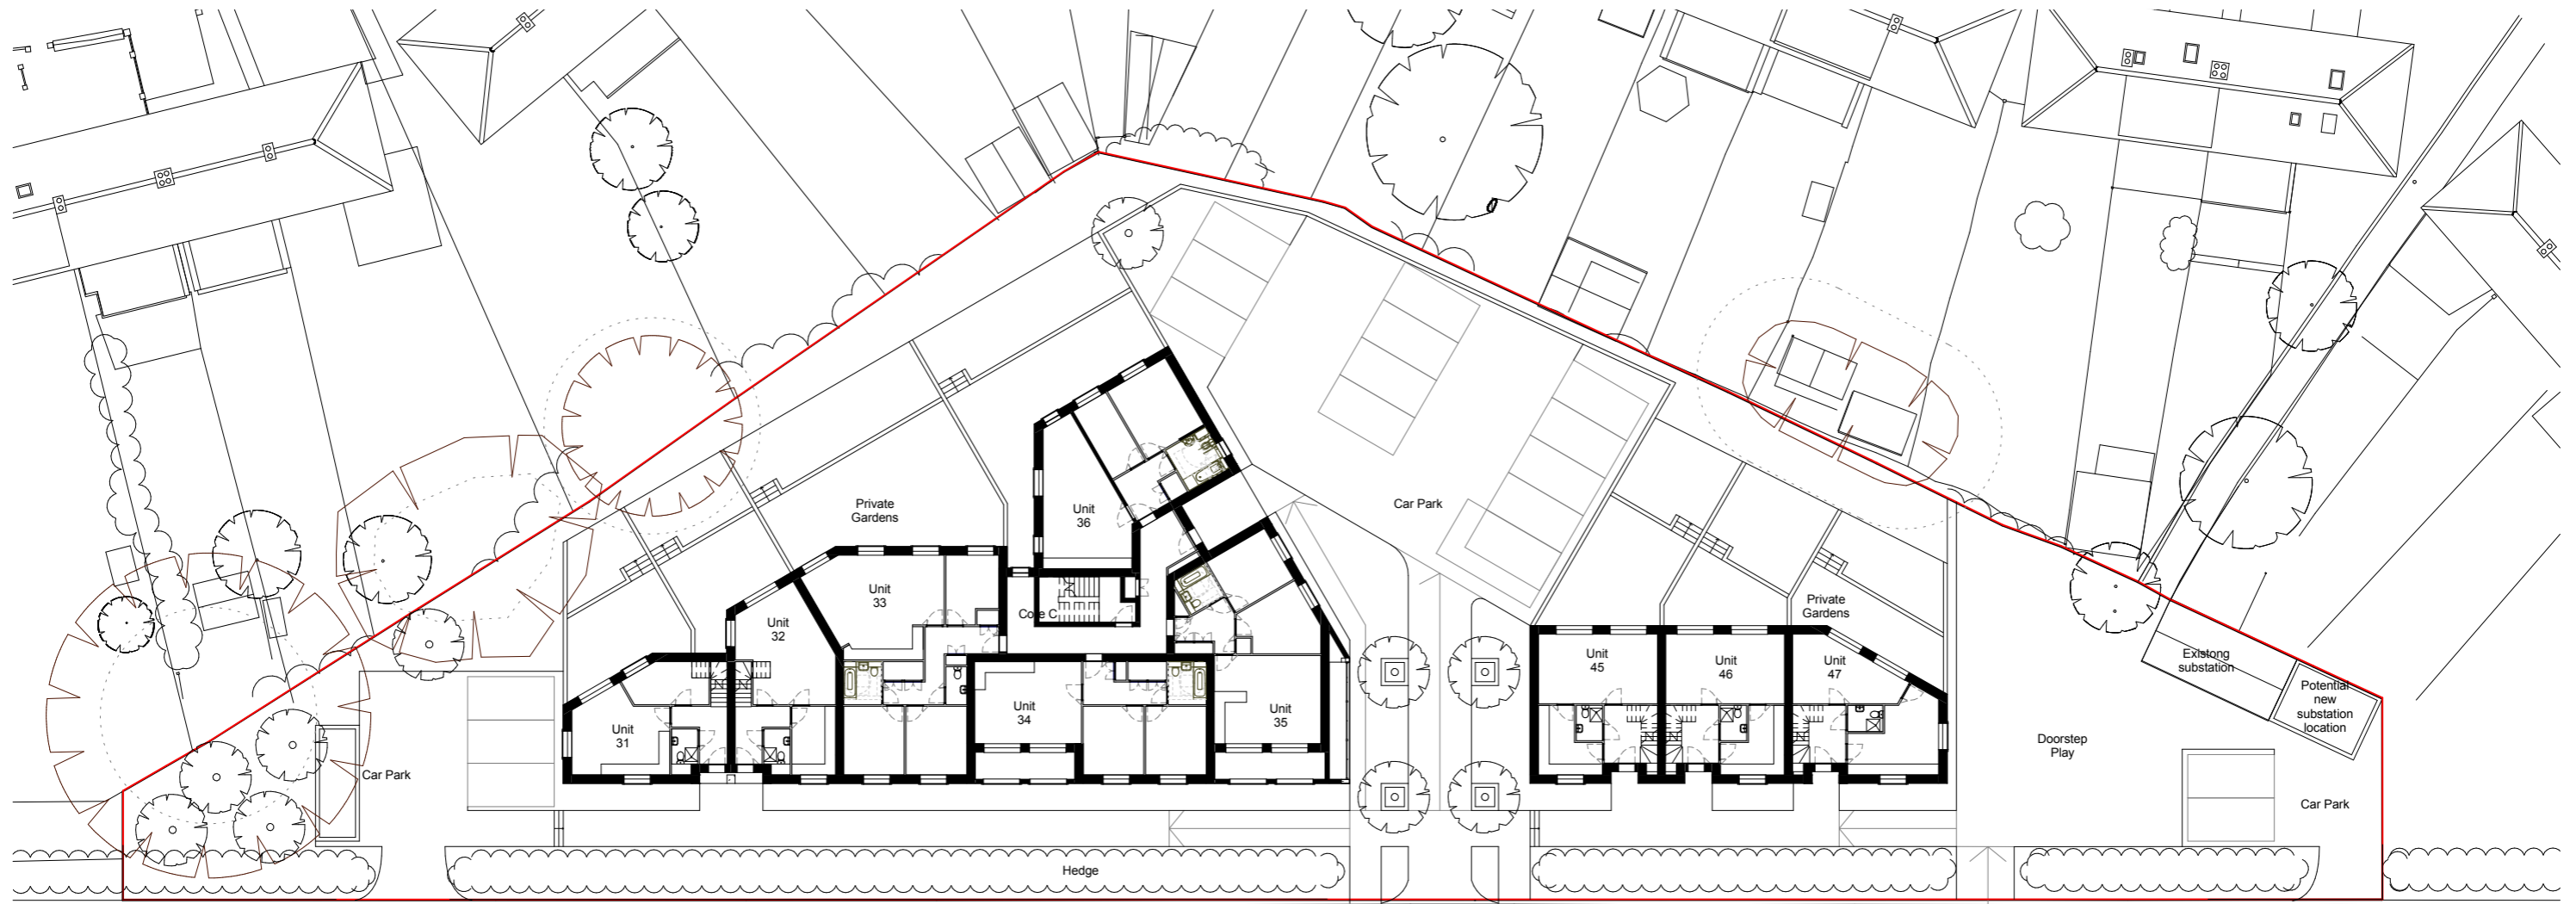 Private
Gardens
Unit
36
Car Park
Unit
33
Core C
Unit
32
Private
Gardens
Unit
31
Unit
34
Unit
35
Unit
45
Unit
46
Unit
47
Existong
substation
Potential
new
substation
location
Doorstep
Play
Car Park
Car Park
Hedge